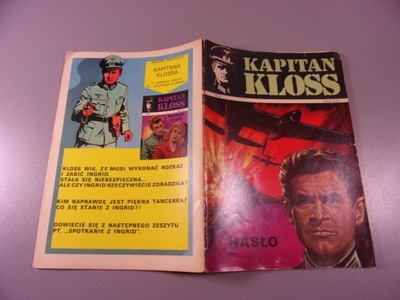 KAPITANA
KLOSSA
KAPITAN
KLOSS
KLOSS WIE, ŻE MUSI WYKONAĆ ROZKAZ
I ZABIĆ INGRID.
STAŁA SIĘ NIEBEZPIECZNA...
ALE CZY INGRID RZECZYWIŚCIE ZDRADZIŁA?
KIM NAPRAWDĘ JEST PIĘKNA TANCERKA?
CO SIĘ STANIE Z INGRID?!
DOWIECIE SIĘ Z NASTĘPNEGO ZESZYTU
PT. „SPOTKANIE Z INGRID".
KAPITAN
KLOSS
HASŁO